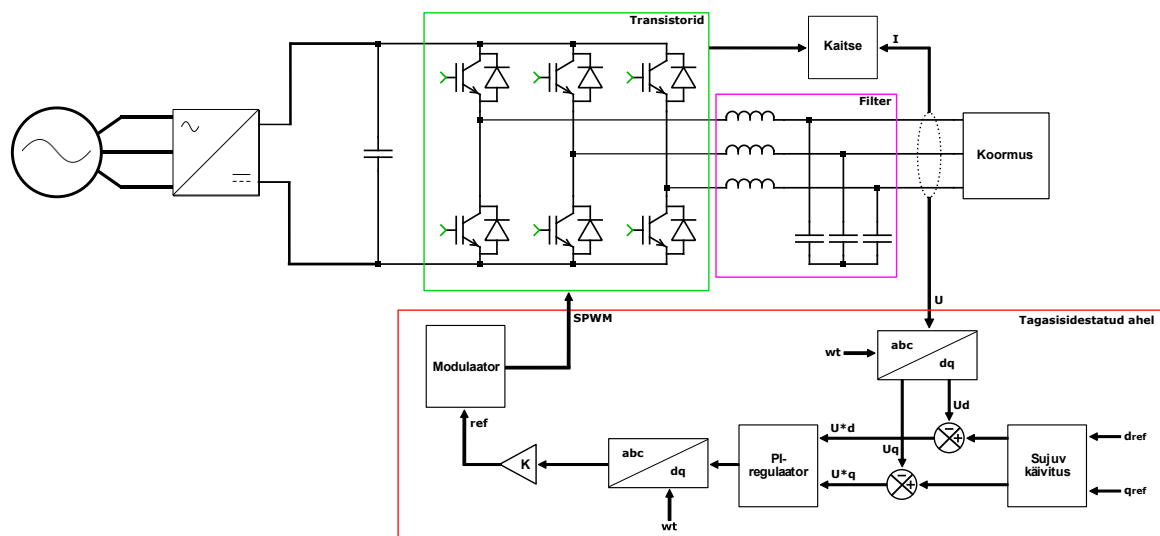 Transistorid
Kaitse
I
Filter
Koormus
U
SPWM
Tagasisidestatud ahel
Modulaator
wt
abc
dq
ref
Ud
U*d
Uq
U*q
K
abc
dq
PI-
regulaator
Sujuv
käivitus
dref
qref
wt